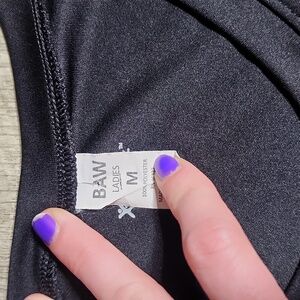 BAW
LADIES
M
100% POLYESTER